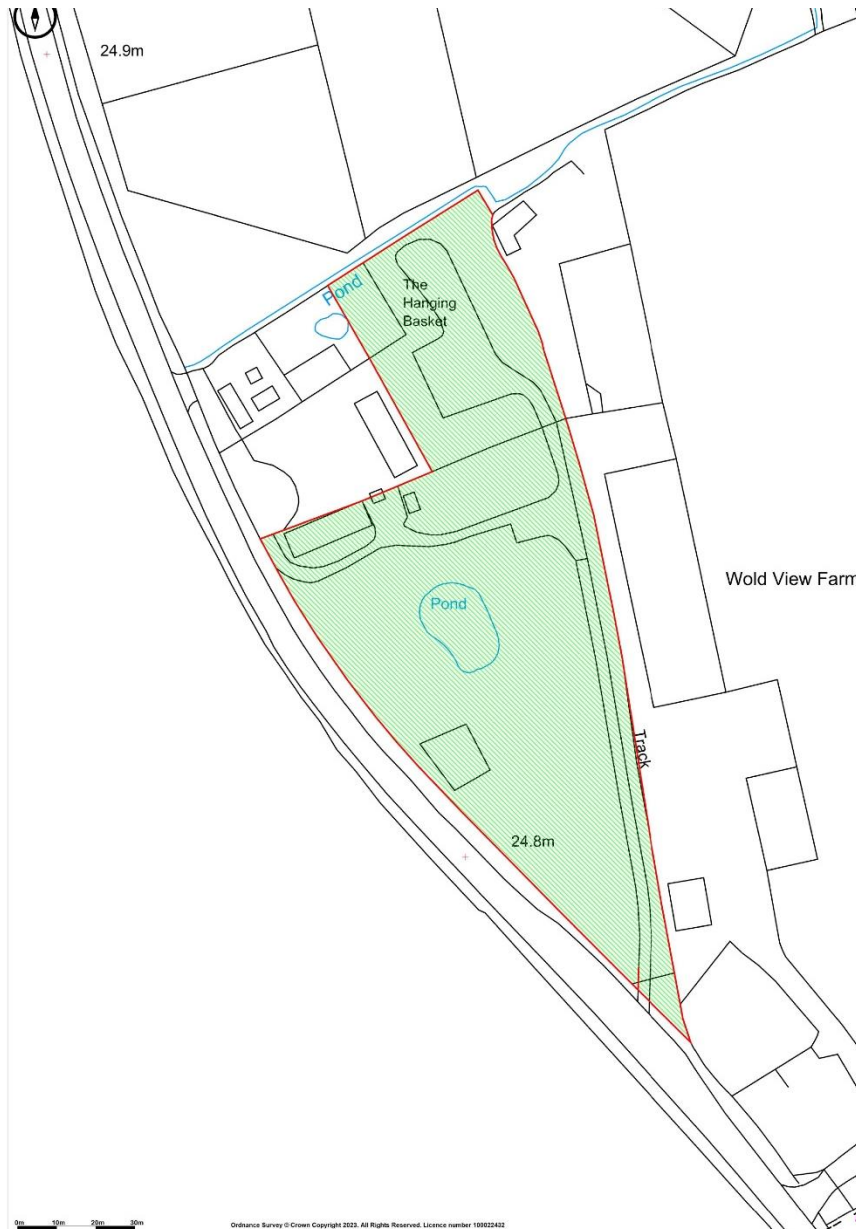 24.9m
Pond
The
Hanging
Basket
Pond
Wold View Farm
Track
24.8m
0m 10m 20m 30m
Ordnance Survey © Crown Copyright 2023. All Rights Reserved. Licence number 100022432